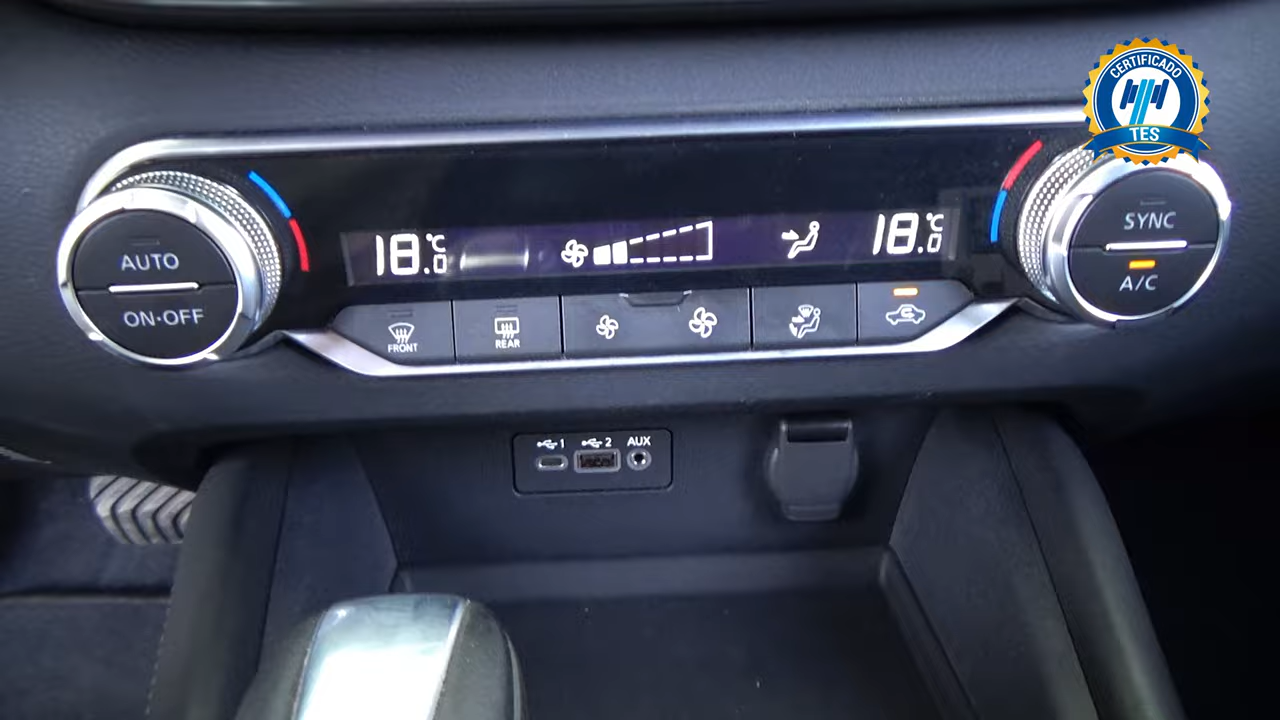 CERTIFICADO
TES
AUTO
ON·OFF
18.0°C
18.0°C
SYNC
A/C
FRONT
REAR
1
2
AUX